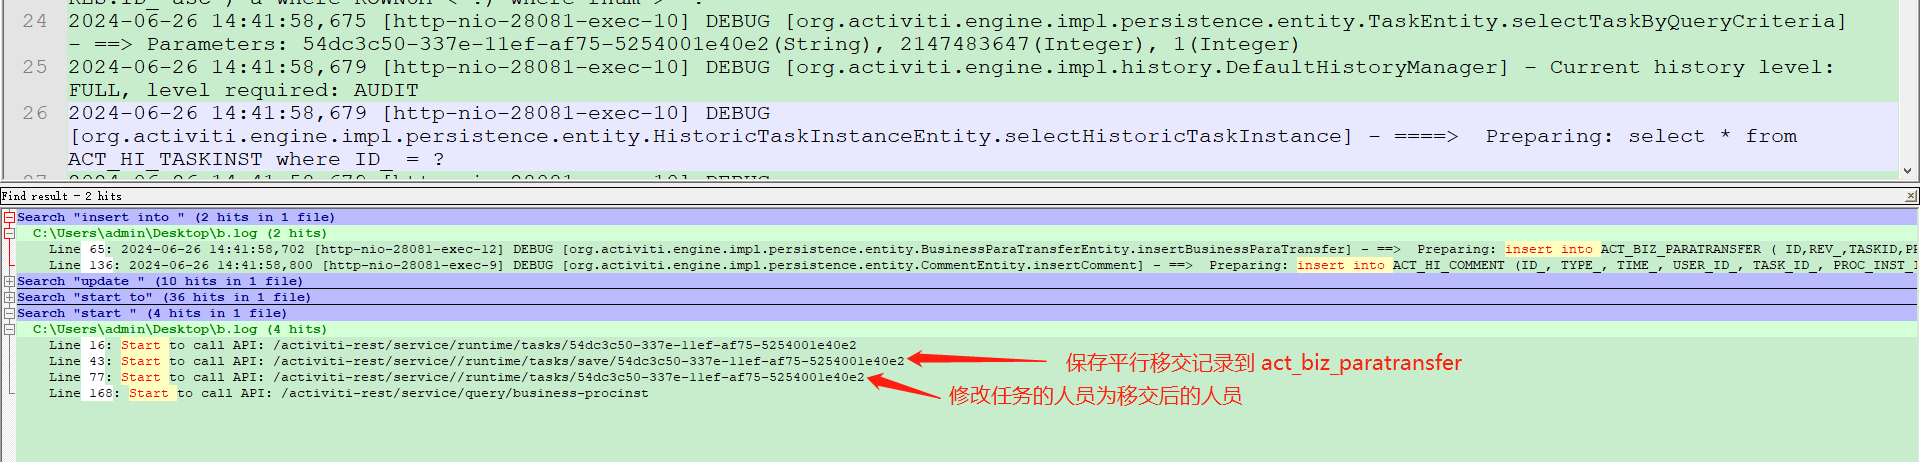 24 2024-06-26 14:41:58,675 [http-nio-28081-exec-10] DEBUG [org.activiti.engine.impl.persistence.entity.TaskEntity.selectTaskByQueryCriteria]
- ==> Parameters: 54dc3c50-337e-11ef-af75-5254001e40e2(String), 2147483647(Integer), 1(Integer)
25 2024-06-26 14:41:58,679 [http-nio-28081-exec-10] DEBUG [org.activiti.engine.impl.history.DefaultHistoryManager] - Current history level:
FULL, level required: AUDIT
26 2024-06-26 14:41:58,679 [http-nio-28081-exec-10] DEBUG
[org.activiti.engine.impl.persistence.entity.HistoricTaskInstanceEntity.selectHistoricTaskInstance] - ====>  Preparing: select * from
ACT_HI_TASKINST where ID_ = ?
Find result - 2 hits
Search "insert into " (2 hits in 1 file)
C:\Users\admin\Desktop\b.log (2 hits)
Line 65: 2024-06-26 14:41:58,702 [http-nio-28081-exec-12] DEBUG [org.activiti.engine.impl.persistence.entity.BusinessParaTransferEntity.insertBusinessParaTransfer] - ==>  Preparing: insert into ACT_BIZ_PARATRANSFER ( ID,REV_,TASKID,
Line 136: 2024-06-26 14:41:58,800 [http-nio-28081-exec-9] DEBUG [org.activiti.engine.impl.persistence.entity.CommentEntity.insertComment] - ==>  Preparing: insert into ACT_HI_COMMENT (ID_, TYPE_, TIME_, USER_ID_, TASK_ID_,
Search "update " (10 hits in 1 file)
Search "start to" (36 hits in 1 file)
Search "start " (4 hits in 1 file)
C:\Users\admin\Desktop\b.log (4 hits)
Line 16: Start to call API: /activiti-rest/service/runtime/tasks/54dc3c50-337e-11ef-af75-5254001e40e2
Line 43: Start to call API: /activiti-rest/service//runtime/tasks/save/54dc3c50-337e-11ef-af75-5254001e40e2
保存平行移交记录到 act_biz_paratransfer
Line 77: Start to call API: /activiti-rest/service//runtime/tasks/54dc3c50-337e-11ef-af75-5254001e40e2
修改任务的人员为移交后的人员
Line 168: Start to call API: /activiti-rest/service/query/business-procinst